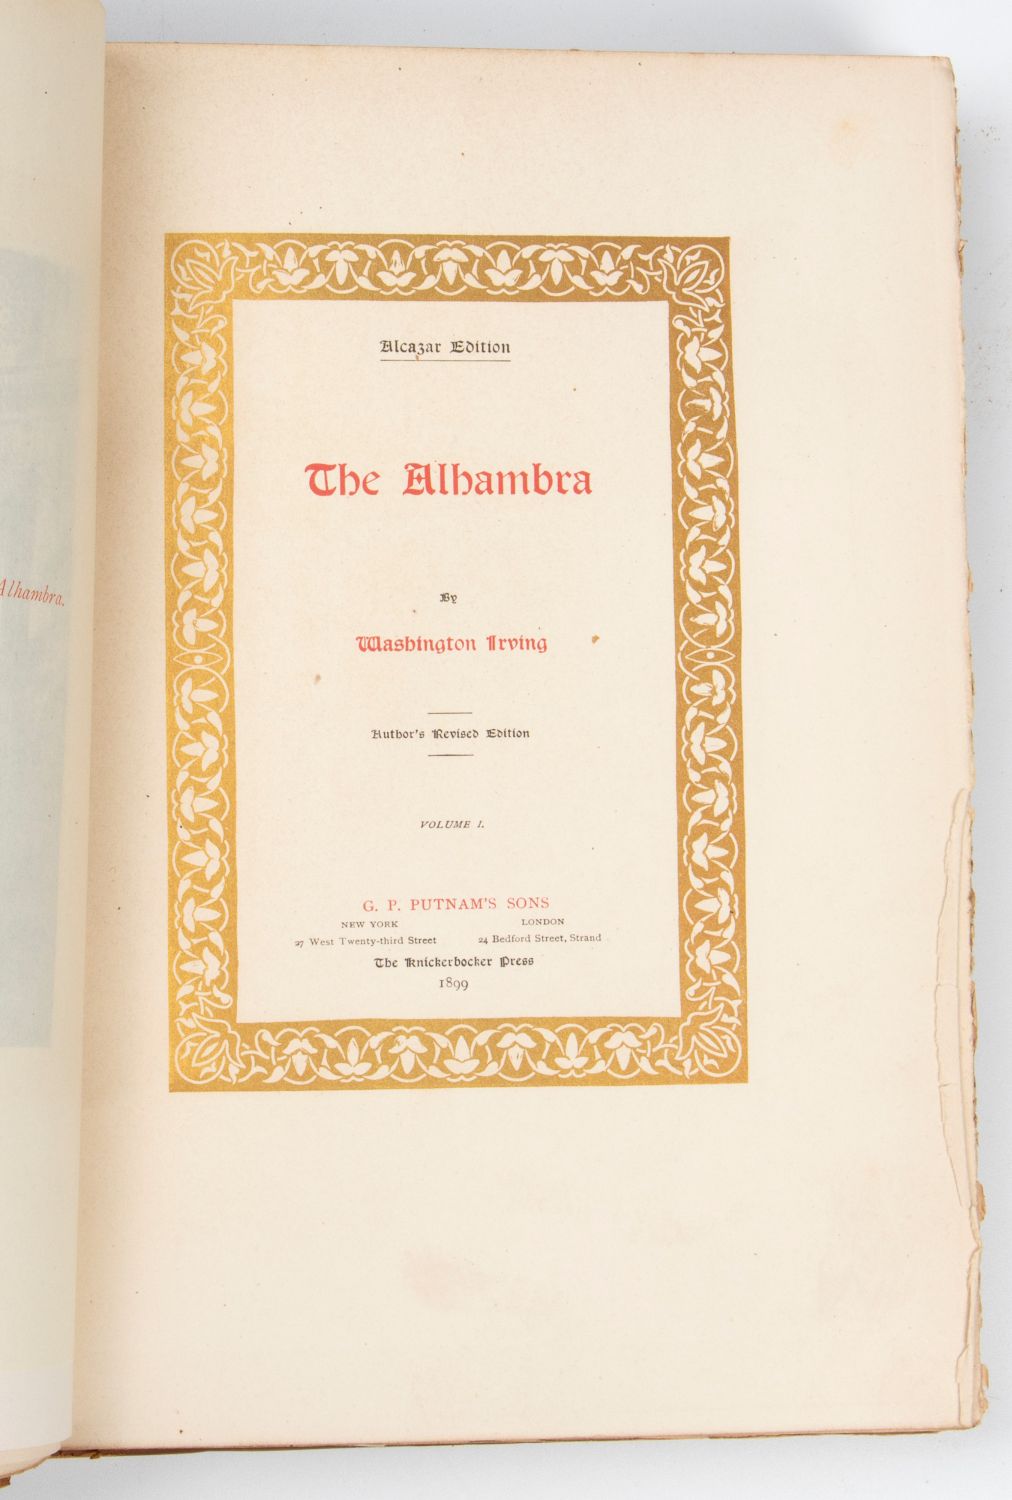 Alhambra.
Alcazar Edition
The Alhambra
By
Washington Irving
Author's Revised Edition
VOLUME I.
G. P. PUTNAM'S SONS
NEW YORK LONDON
27 West Twenty-third Street 24 Bedford Street, Strand
The Knickerbocker Press
1899